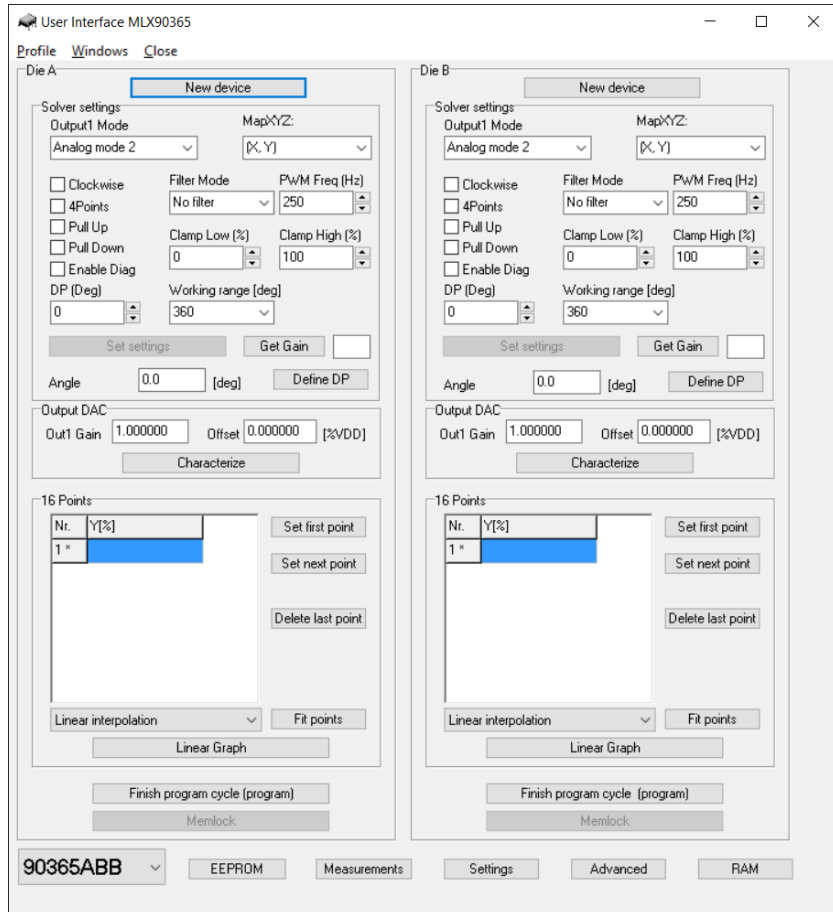 User Interface MLX90365
Profile Windows Close
Die A
New device
Solver settings
Output1 Mode MapXYZ:
Analog mode 2 (X, Y)
Clockwise Filter Mode PWM Freq (Hz)
4Points No filter 250
Pull Up
Pull Down Clamp Low (%) Clamp High (%)
Enable Diag 0 100
DP (Deg) Working range [deg]
0 360
Set settings Get Gain
Angle 0.0 [deg] Define DP
Output DAC
Out1 Gain 1.000000 Offset 0.000000 [%VDD]
Characterize
16 Points
Nr. Y[%] Set first point
1 *
Set next point
Delete last point
Linear interpolation Fit points
Linear Graph
Finish program cycle (program)
Memlock
Die B
New device
Solver settings
Output1 Mode MapXYZ:
Analog mode 2 (X, Y)
Clockwise Filter Mode PWM Freq (Hz)
4Points No filter 250
Pull Up
Pull Down Clamp Low (%) Clamp High (%)
Enable Diag 0 100
DP (Deg) Working range [deg]
0 360
Set settings Get Gain
Angle 0.0 [deg] Define DP
Output DAC
Out1 Gain 1.000000 Offset 0.000000 [%VDD]
Characterize
16 Points
Nr. Y[%] Set first point
1 *
Set next point
Delete last point
Linear interpolation Fit points
Linear Graph
Finish program cycle (program)
Memlock
90365ABB EEPROM Measurements Settings Advanced RAM